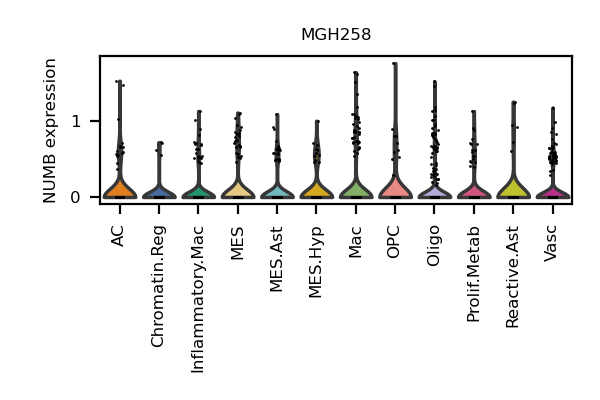 MGH258
NUMB expression
1
0
AC
Chromatin.Reg
Inflammatory.Mac
MES
MES.Ast
MES.Hyp
Mac
OPC
Oligo
Prolif.Metab
Reactive.Ast
Vasc